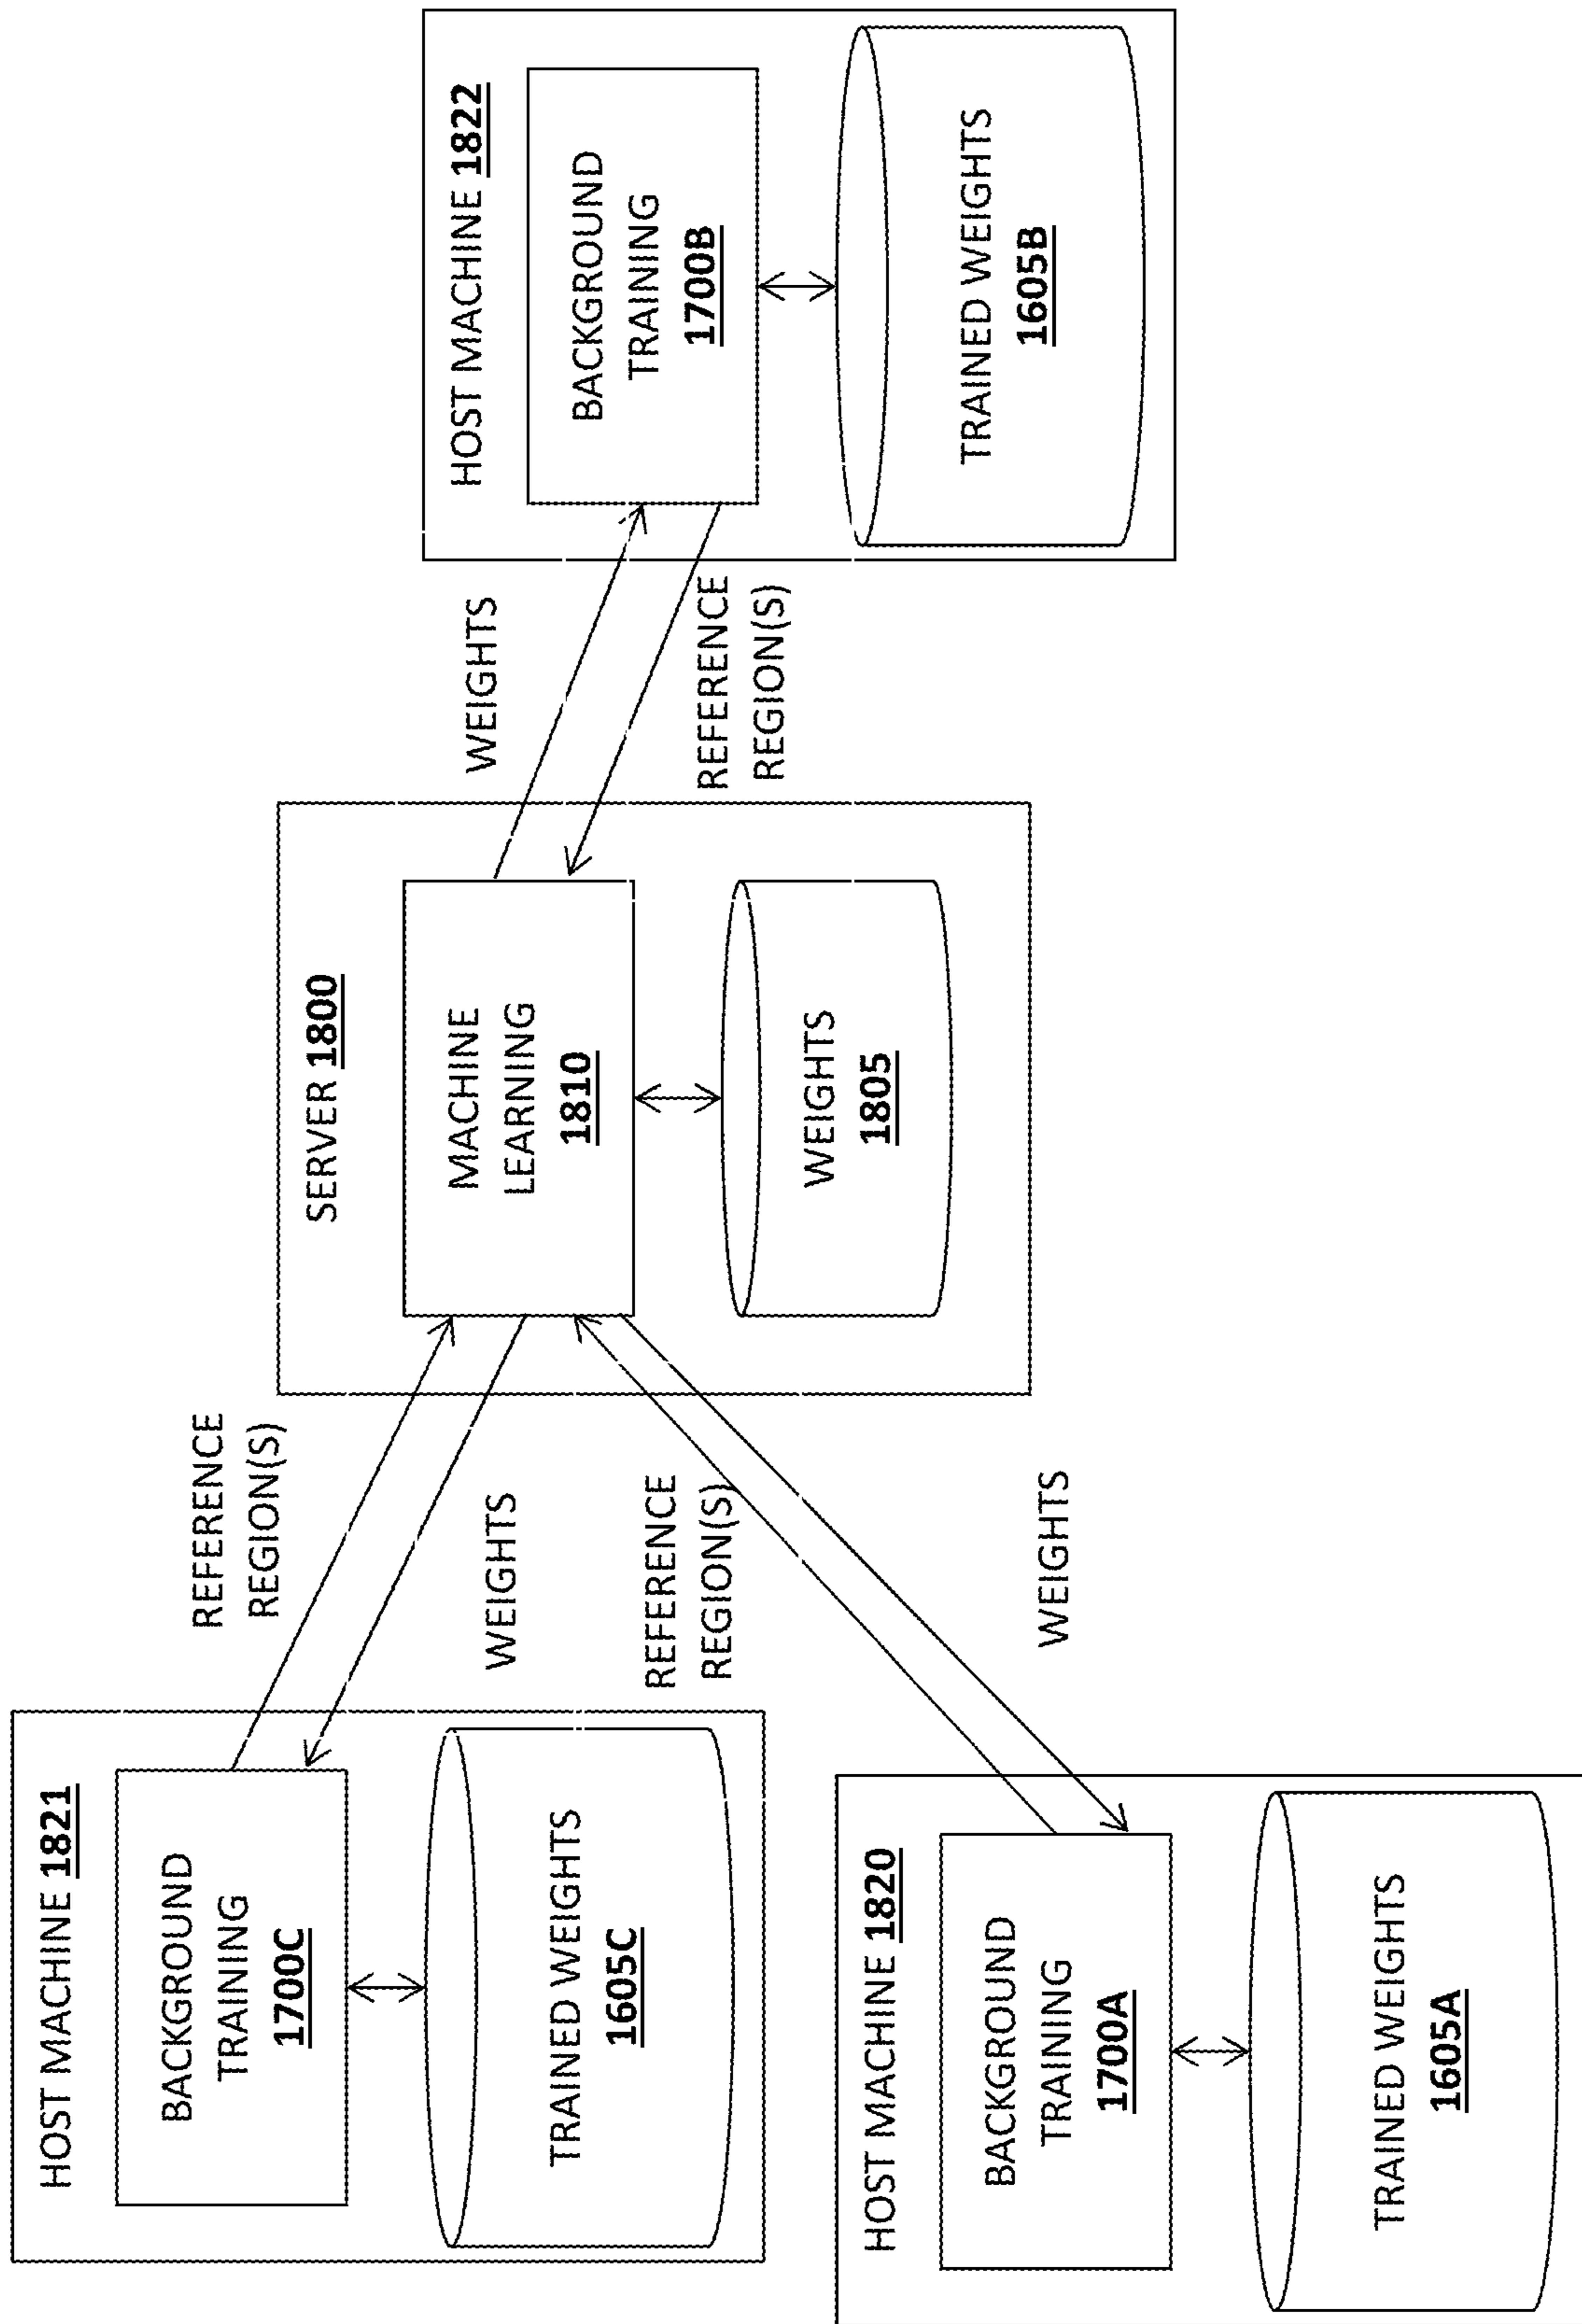 HOST MACHINE 1821
BACKGROUND
TRAINING
1700C
TRAINED WEIGHTS
1605C
REFERENCE
REGION(S)
WEIGHTS
HOST MACHINE 1820
BACKGROUND
TRAINING
1700A
TRAINED WEIGHTS
1605A
REFERENCE
REGION(S)
WEIGHTS
SERVER 1800
MACHINE
LEARNING
1810
WEIGHTS
1805
WEIGHTS
REFERENCE
REGION(S)
HOST MACHINE 1822
BACKGROUND
TRAINING
1700B
TRAINED WEIGHTS
1605B